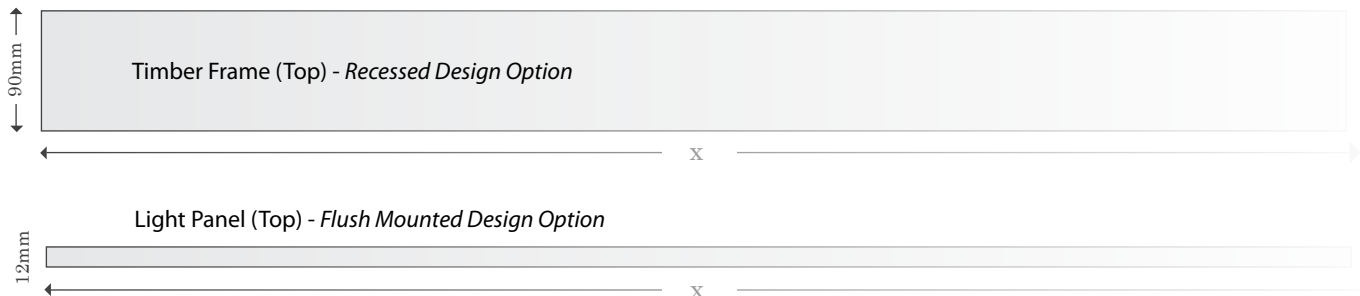 90mm
Timber Frame (Top) - Recessed Design Option
x
Light Panel (Top) - Flush Mounted Design Option
12mm
x